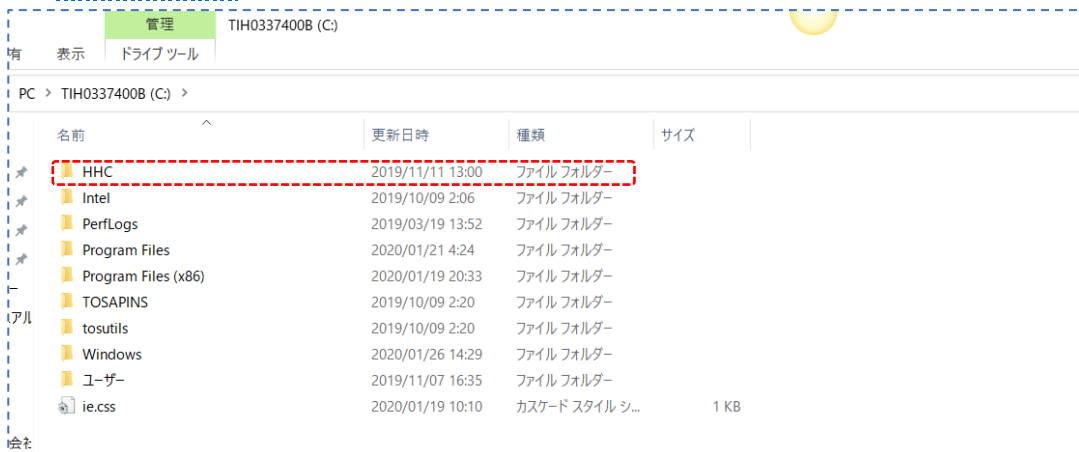 管理 TIH0337400B (C:)
有 表示 ドライブ ツール
PC > TIH0337400B (C:) >
名前 更新日時 種類 サイズ
HHC 2019/11/11 13:00 ファイル フォルダー
Intel 2019/10/09 2:06 ファイル フォルダー
PerfLogs 2019/03/19 13:52 ファイル フォルダー
Program Files 2020/01/21 4:24 ファイル フォルダー
Program Files (x86) 2020/01/19 20:33 ファイル フォルダー
TOSAPINS 2019/10/09 2:20 ファイル フォルダー
アル
tosutils 2019/10/09 2:20 ファイル フォルダー
Windows 2020/01/26 14:29 ファイル フォルダー
ユーザー 2019/11/07 16:35 ファイル フォルダー
ie.css 2020/01/19 10:10 カスケード スタイル シ... 1 KB
会社